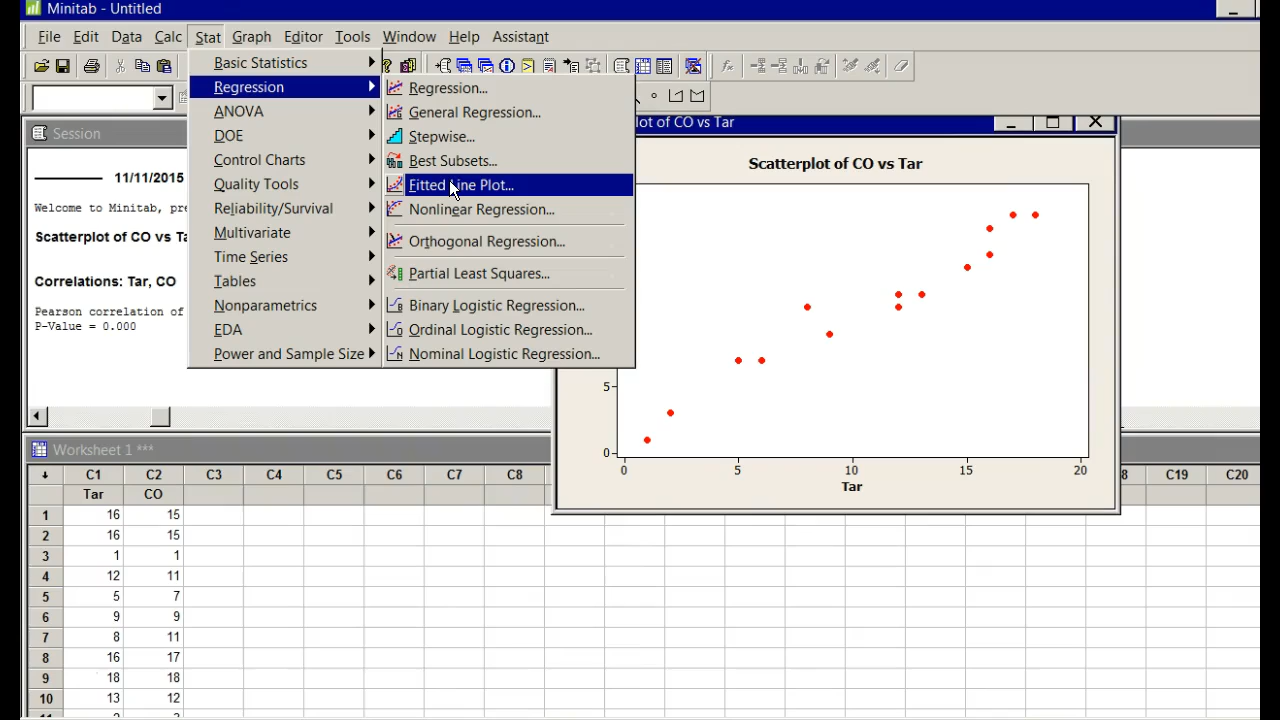 Minitab - Untitled
File Edit Data Calc Stat Graph Editor Tools Window Help Assistant
Basic Statistics
Regression
ANOVA
DOE
Control Charts
Quality Tools
Reliability/Survival
Multivariate
Time Series
Tables
Nonparametrics
EDA
Power and Sample Size
Regression...
General Regression...
Stepwise...
Best Subsets...
Fitted Line Plot...
Nonlinear Regression...
Orthogonal Regression...
Partial Least Squares...
Binary Logistic Regression...
Ordinal Logistic Regression...
Nominal Logistic Regression...
Session
11/11/2015
Welcome to Minitab, pre
Scatterplot of CO vs Ta
Correlations: Tar, CO
Pearson correlation of
P-Value = 0.000
lot of CO vs Tar
Scatterplot of CO vs Tar
5
0
0 5 10 15 20
Tar
Worksheet 1 ***
C1 C2 C3 C4 C5 C6 C7 C8 8 C19 C20
Tar CO
1 16 15
2 16 15
3 1 1
4 12 11
5 5 7
6 9 9
7 8 11
8 16 17
9 18 18
10 13 12